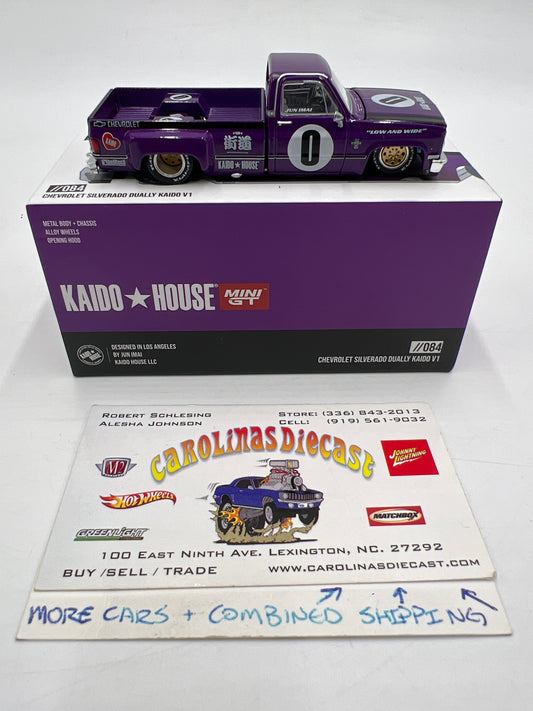 0
JUN IMAI
CHEVROLET
"LOW AND WIDE"
0
街道
KAIDO★HOUSE
//084
CHEVROLET SILVERADO DUALLY KAIDO V1
METAL BODY + CHASSIS
ALLOY WHEELS
OPENING HOOD
KAIDO★HOUSE MINI GT
DESIGNED IN LOS ANGELES
BY JUN IMAI
KAIDO HOUSE LLC
//084
CHEVROLET SILVERADO DUALLY KAIDO V1
ROBERT SCHLESING STORE: (336) 843-2013
ALESHA JOHNSON CELL: (919) 561-9032
CAROLINAS DIECAST
M2
JOHNNY LIGHTNING
HOT WHEELS
MATCHBOX
GREENLIGHT
100 EAST NINTH AVE. LEXINGTON, NC. 27292
BUY /SELL / TRADE WWW.CAROLINASDIECAST.COM
MORE CARS + COMBINED SHIPPING